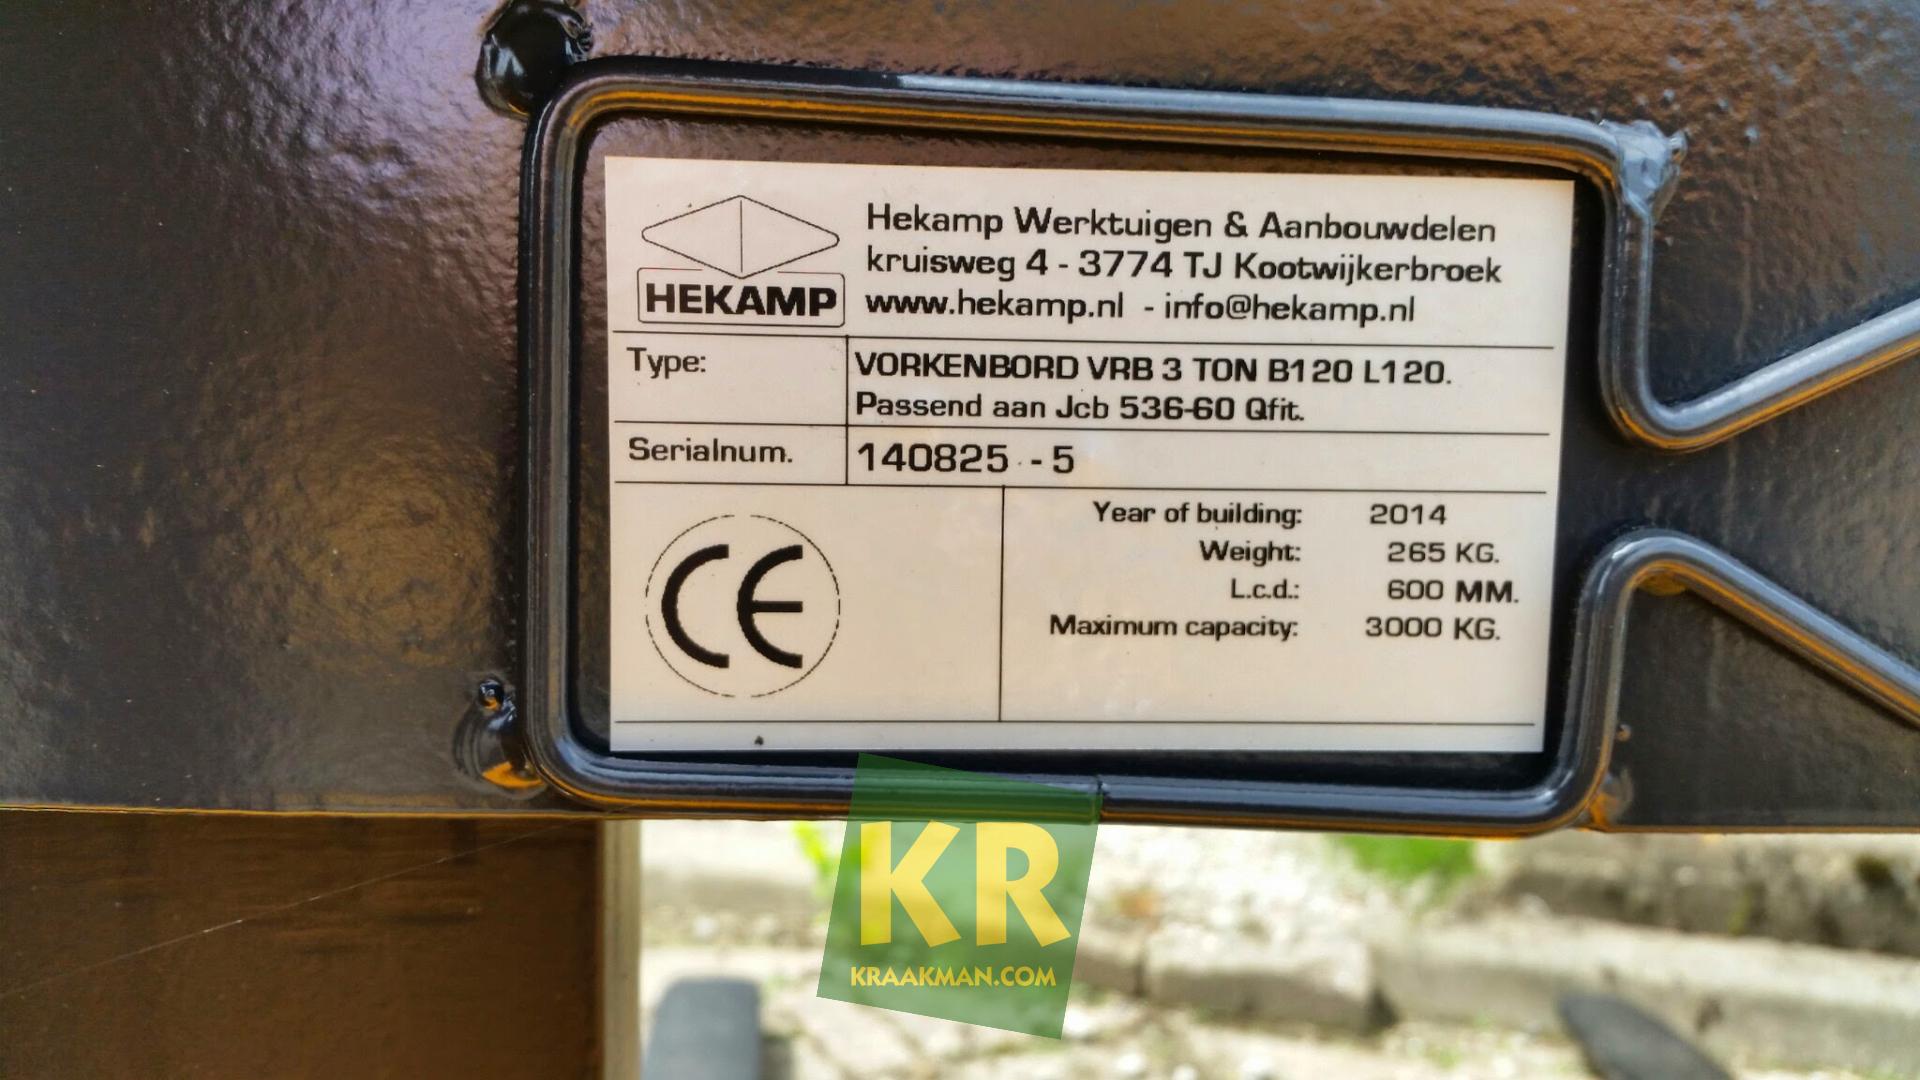 HEKAMP
Hekamp Werktuigen & Aanbouwdelen
kruisweg 4 - 3774 TJ Kootwijkerbroek
www.hekamp.nl - info@hekamp.nl
Type: VORKENBORD VRB 3 TON B120 L120.
Passend aan Jcb 536-60 Qfit.
Serialnum. 140825 - 5
CE
Year of building: 2014
Weight: 265 KG.
L.c.d.: 600 MM.
Maximum capacity: 3000 KG.
KR
KRAAKMAN.COM